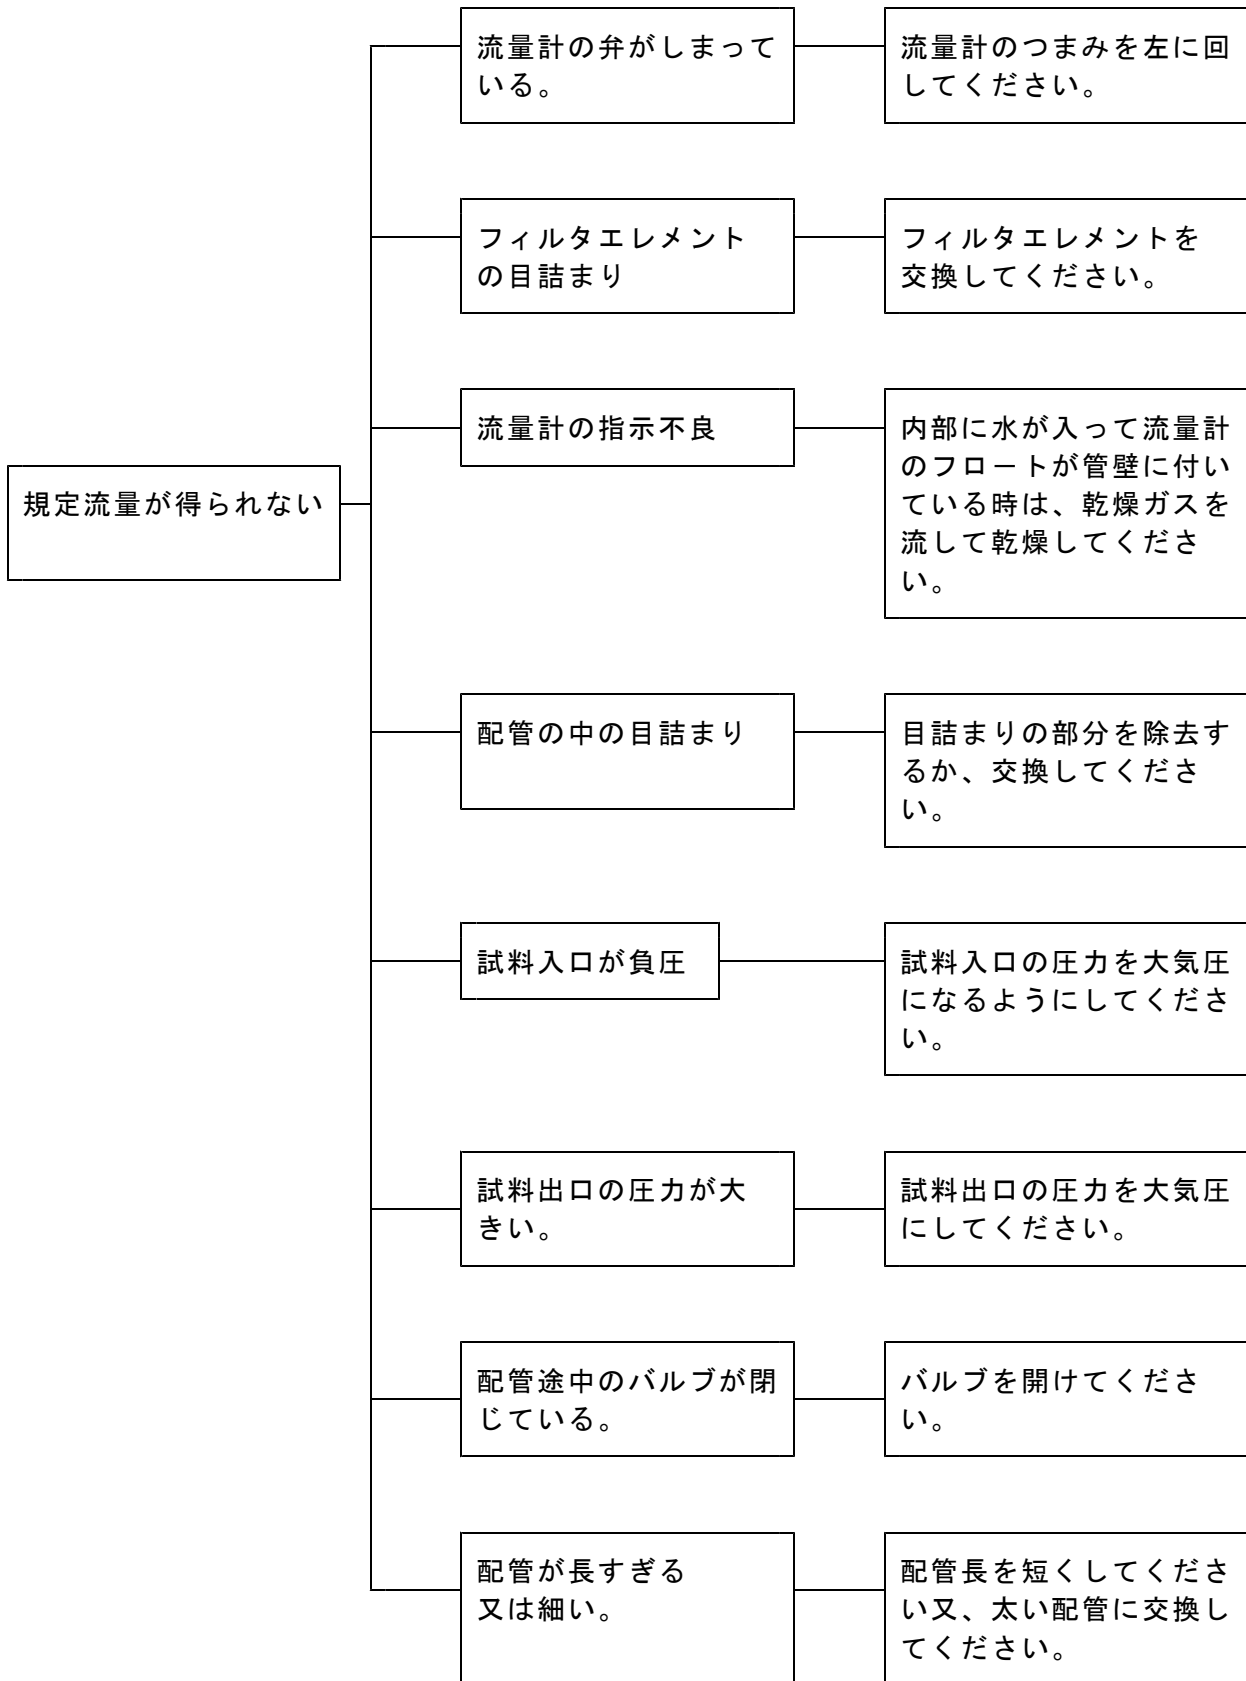 流量計の弁がしまって
いる。
流量計のつまみを左に回
してください。
フィルタエレメント
の目詰まり
フィルタエレメントを
交換してください。
流量計の指示不良
内部に水が入って流量計
のフロートが管壁に付い
ている時は、乾燥ガスを
流して乾燥してくださ
い。
規定流量が得られない
配管の中の目詰まり
目詰まりの部分を除去す
るか、交換してくださ
い。
試料入口が負圧
試料入口の圧力を大気圧
になるようにしてくださ
い。
試料出口の圧力が大
きい。
試料出口の圧力を大気圧
にしてください。
配管途中のバルブが閉
じている。
バルブを開けてくださ
い。
配管が長すぎる
又は細い。
配管長を短くしてくださ
い又、太い配管に交換し
てください。